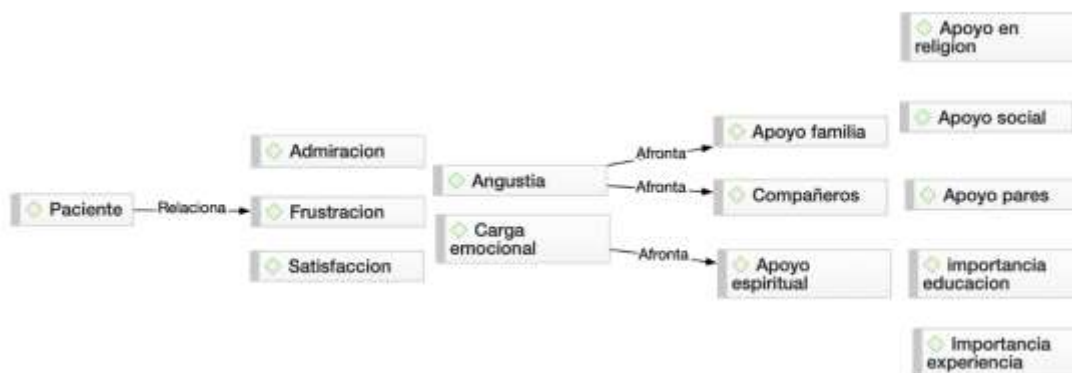 Paciente
Relaciona
Admiracion
Frustracion
Satisfaccion
Angustia
Carga
emocional
Afronta
Afronta
Afronta
Apoyo familia
Compañeros
Apoyo
espiritual
Apoyo en
religion
Apoyo social
Apoyo pares
importancia
educacion
Importancia
experiencia